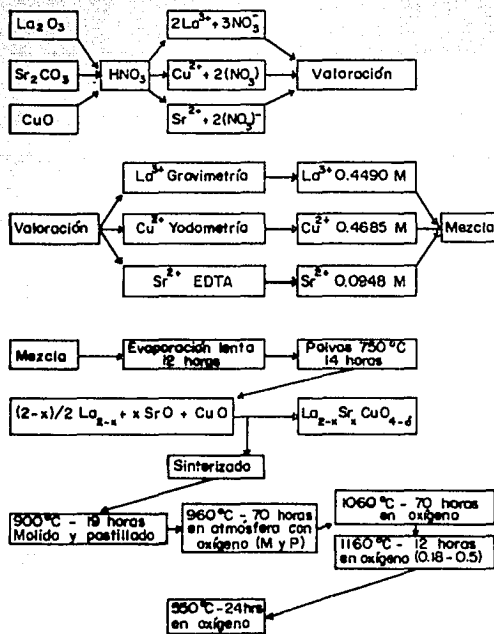 La₂O₃
Sr₂CO₃
CuO
HNO₃
2La³⁺+ 3NO₃⁻
Cu²⁺+ 2(NO₃)
Sr²⁺+ 2(NO₃)⁻
Valoración
Valoración
La³⁺ Gravimetría
Cu²⁺ Yodometría
Sr²⁺ EDTA
La³⁺ 0.4490 M
Cu²⁺ 0.4685 M
Sr²⁺ 0.0948 M
Mezcla
Mezcla
Evaporación lenta
12 horas
Polvos 750°C
14 horas
(2-x)/2 La₂₋ₓ + x SrO + CuO
La₂₋ₓSrₓCuO₄₋δ
Sinterizado
900°C - 19 horas
Molido y pastillado
960°C - 70 horas
en atmósfera con
oxígeno (M y P)
1060°C - 70 horas
en oxígeno
1160°C - 12 horas
en oxígeno (0.18 - 0.5)
550°C-24hrs
en oxígeno